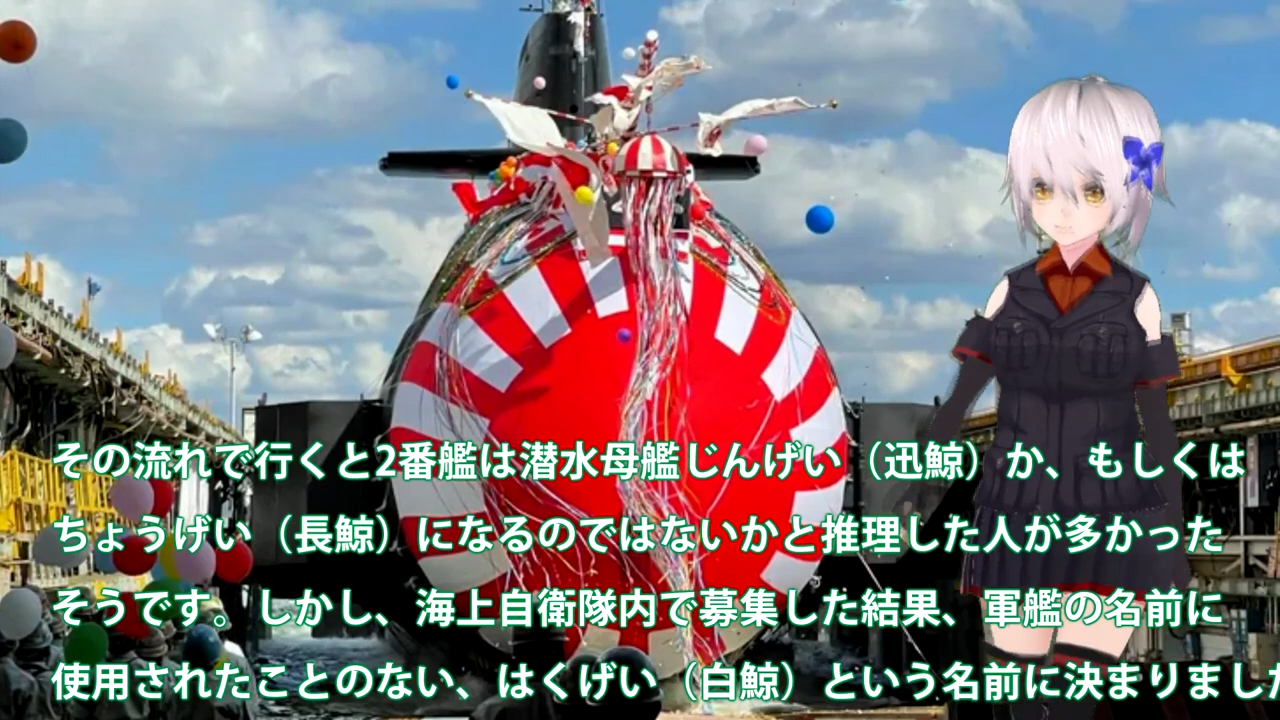 その流れで行くと2番艦は潜水母艦じんげい（迅鯨）か、もしくは
ちょうげい（長鯨）になるのではないかと推理した人が多かった
そうです。しかし、海上自衛隊内で募集した結果、軍艦の名前に
使用されたことのない、はくげい（白鯨）という名前に決まりました